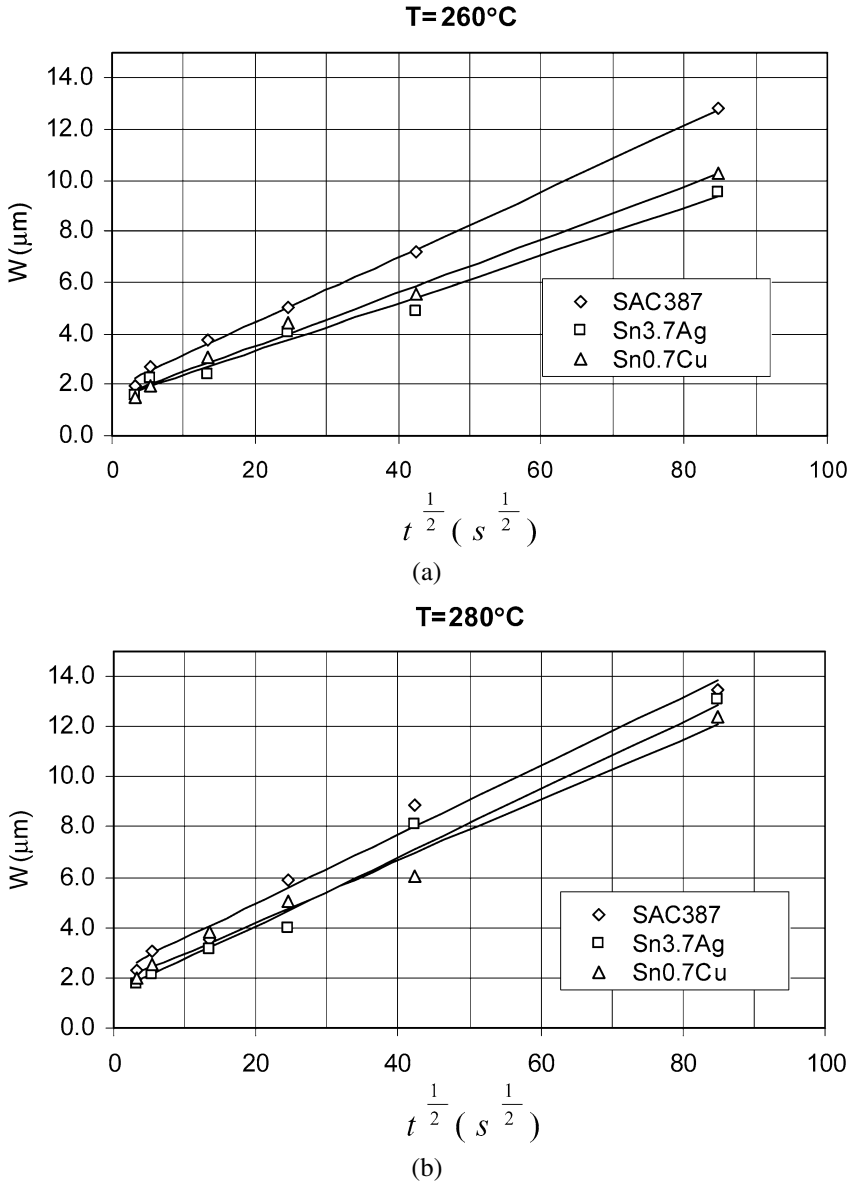 T=260°C
14.0
12.0
10.0
8.0
6.0
4.0
2.0
0.0
W(μm)
SAC387
Sn3.7Ag
Sn0.7Cu
0 20 40 60 80 100
t 1/2 ( s 1/2 )
(a)
T=280°C
14.0
12.0
10.0
8.0
6.0
4.0
2.0
0.0
W(μm)
SAC387
Sn3.7Ag
Sn0.7Cu
0 20 40 60 80 100
t 1/2 ( s 1/2 )
(b)